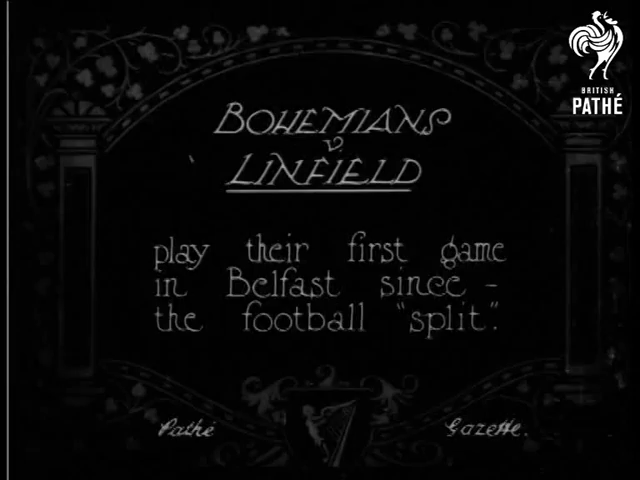 BRITISH
PATHÉ
BOHEMIANS
v.
LINFIELD
play their first game
in Belfast since -
the football "split".
Pathé Gazette.